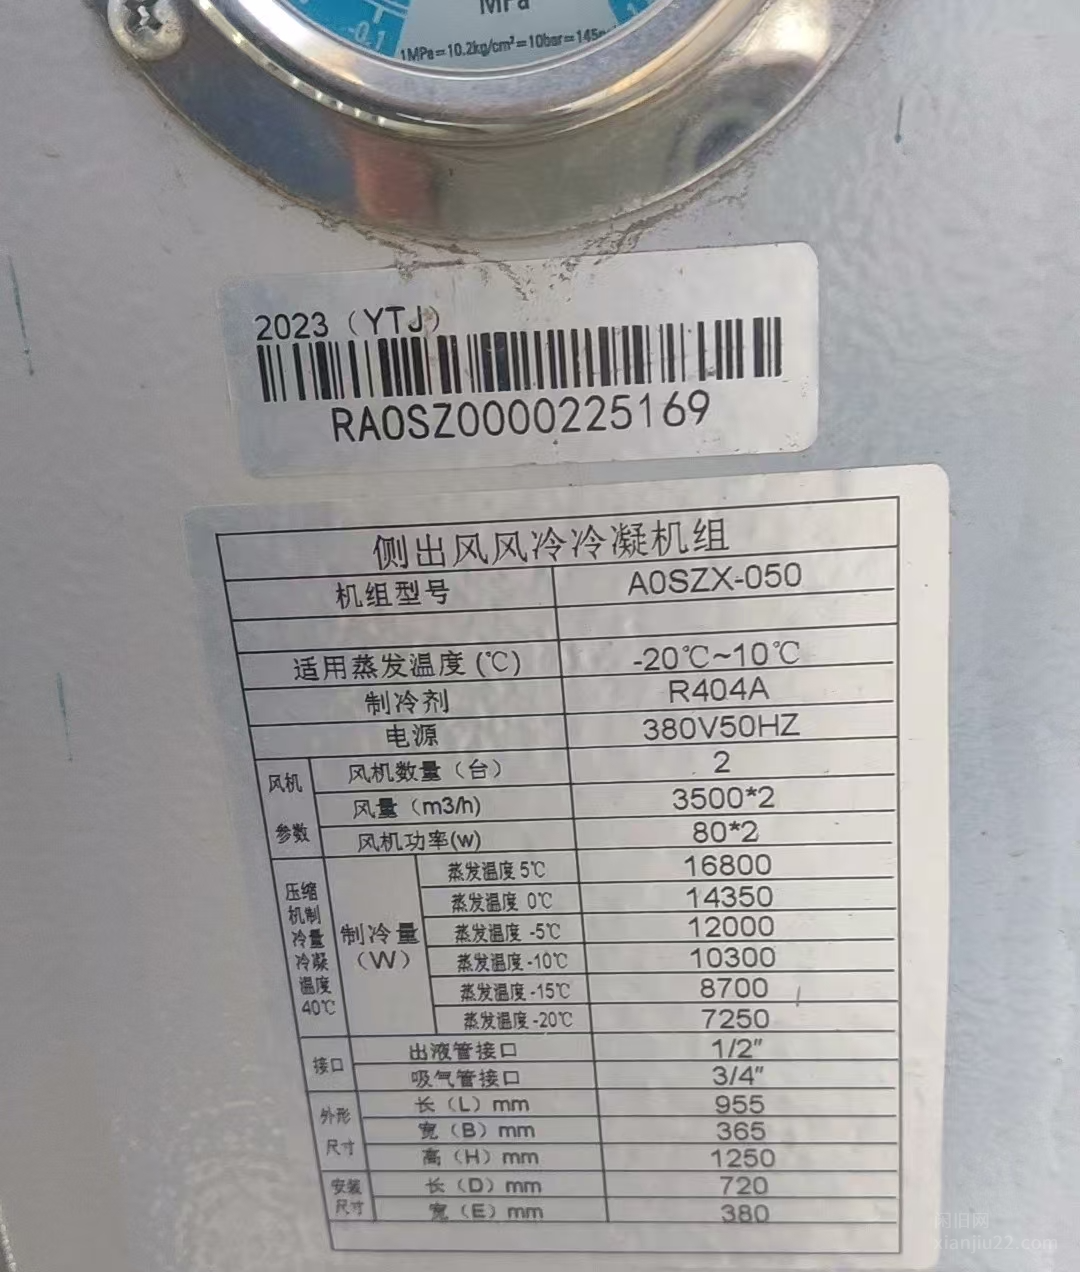 MPa
-0.1
1MPa=10.2kg/cm²=10bar=145
2023（YTJ）
RA0SZ0000225169
侧出风风冷冷凝机组
机组型号 A0SZX-050
适用蒸发温度(℃) -20℃~10℃
制冷剂 R404A
电源 380V50HZ
风机参数 风机数量（台） 2
风量（m3/h) 3500*2
风机功率(w) 80*2
压缩机制冷量冷凝温度40℃ 制冷量（W） 蒸发温度 5℃ 16800
蒸发温度 0℃ 14350
蒸发温度 -5℃ 12000
蒸发温度-10℃ 10300
蒸发温度-15℃ 8700
蒸发温度-20℃ 7250
接口 出液管接口 1/2"
吸气管接口 3/4"
外形尺寸 长（L）mm 955
宽（B）mm 365
高（H）mm 1250
安装尺寸 长（D）mm 720
宽（E）mm 380
闲旧网
xianjiu22.com